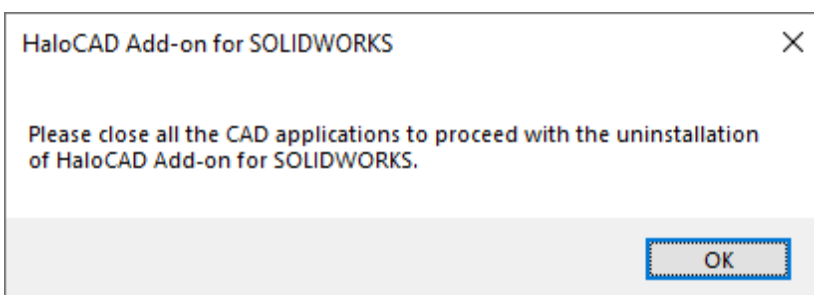 HaloCAD Add-on for SOLIDWORKS
Please close all the CAD applications to proceed with the uninstallation
of HaloCAD Add-on for SOLIDWORKS.
OK